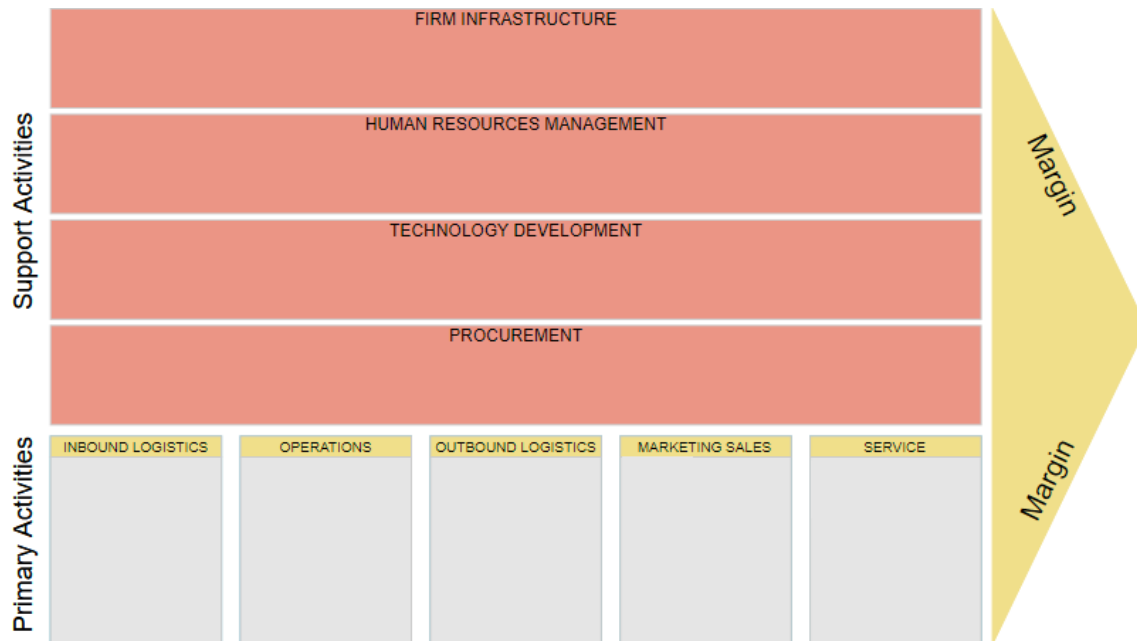 FIRM INFRASTRUCTURE
HUMAN RESOURCES MANAGEMENT
TECHNOLOGY DEVELOPMENT
PROCUREMENT
Support Activities
INBOUND LOGISTICS
OPERATIONS
OUTBOUND LOGISTICS
MARKETING SALES
SERVICE
Primary Activities
Margin
Margin